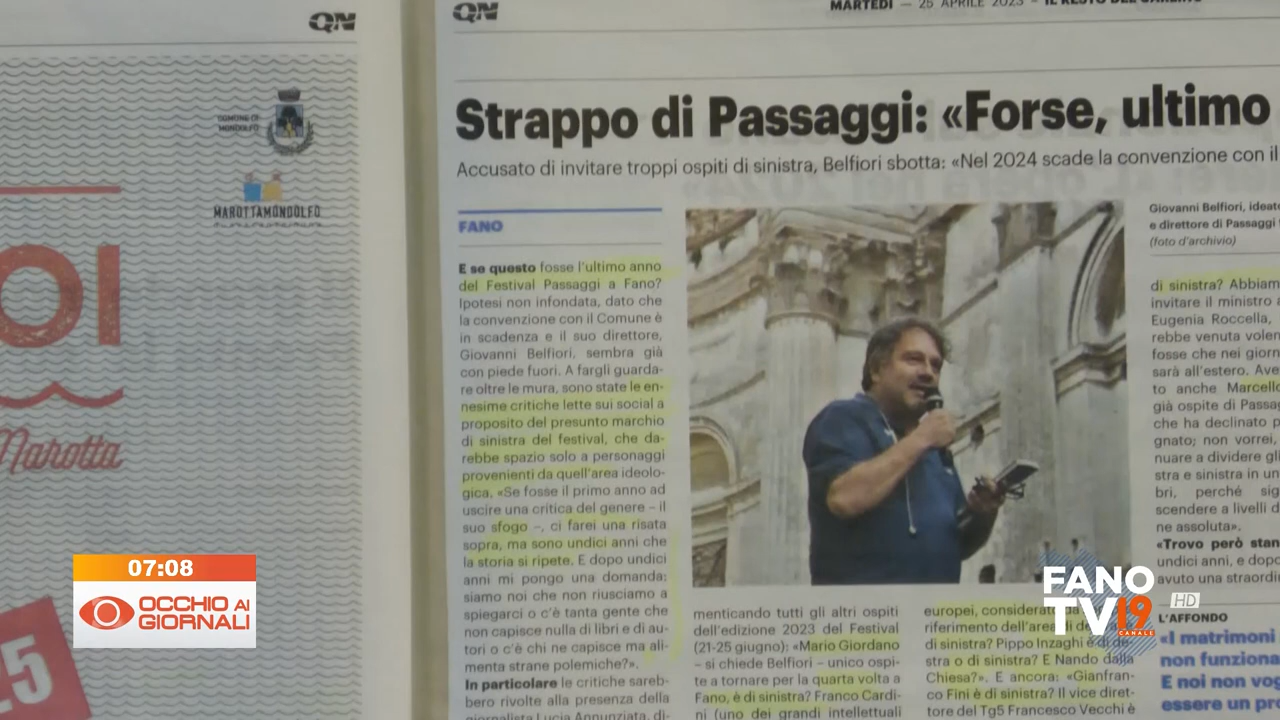 QN
COMUNE DI
MONDOLFO
MAROTTAMONDOLFO
OI
Marotta
25
07:08
OCCHIO AI
GIORNALI
QN
MARTEDÌ — 25 APRILE 2023 – IL RESTO DEL CARLINO
Strappo di Passaggi: «Forse, ultimo
Accusato di invitare troppi ospiti di sinistra, Belfiori sbotta: «Nel 2024 scade la convenzione con il
FANO
E se questo fosse l'ultimo anno
del Festival Passaggi a Fano?
Ipotesi non infondata, dato che
la convenzione con il Comune è
in scadenza e il suo direttore,
Giovanni Belfiori, sembra già
con piede fuori. A fargli guarda-
re oltre le mura, sono state le en-
nesime critiche lette sui social a
proposito del presunto marchio
di sinistra del festival, che da-
rebbe spazio solo a personaggi
provenienti da quell'area ideolo-
gica. «Se fosse il primo anno ad
uscire una critica del genere – il
suo sfogo –, ci farei una risata
sopra, ma sono undici anni che
la storia si ripete. E dopo undici
anni mi pongo una domanda:
siamo noi che non riusciamo a
spiegarci o c'è tanta gente che
non capisce nulla di libri e di au-
tori o c'è chi ne capisce ma ali-
menta strane polemiche?».
In particolare le critiche sareb-
bero rivolte alla presenza della
giornalista Lucia Annunziata, di-
menticando tutti gli altri ospiti
dell'edizione 2023 del Festival
(21-25 giugno): «Mario Giordano
– si chiede Belfiori – unico ospi-
te a tornare per la quarta volta a
Fano, è di sinistra? Franco Cardi-
ni (uno dei grandi intellettuali
europei, considerato da
riferimento dell'area di
di sinistra? Pippo Inzaghi è di de-
stra o di sinistra? E Nando dalla
Chiesa?». E ancora: «Gianfran-
co Fini è di sinistra? Il vice diret-
tore del Tg5 Francesco Vecchi è
Giovanni Belfiori, ideato
e direttore di Passaggi
(foto d'archivio)
di sinistra? Abbiam
invitare il ministro
Eugenia Roccella,
rebbe venuta volen
fosse che nei giorn
sarà all'estero. Ave
to anche Marcello
già ospite di Passag
che ha declinato p
gnato; non vorrei,
nuare a dividere gli
stra e sinistra in un
bri, perché sig
scendere a livelli d
ne assoluta».
«Trovo però stan
undici anni, e dopo
avuto una straordi
L'AFFONDO
«I matrimoni
non funziona
E noi non vog
essere un pro
FANO
TV 19
CANALE
HD